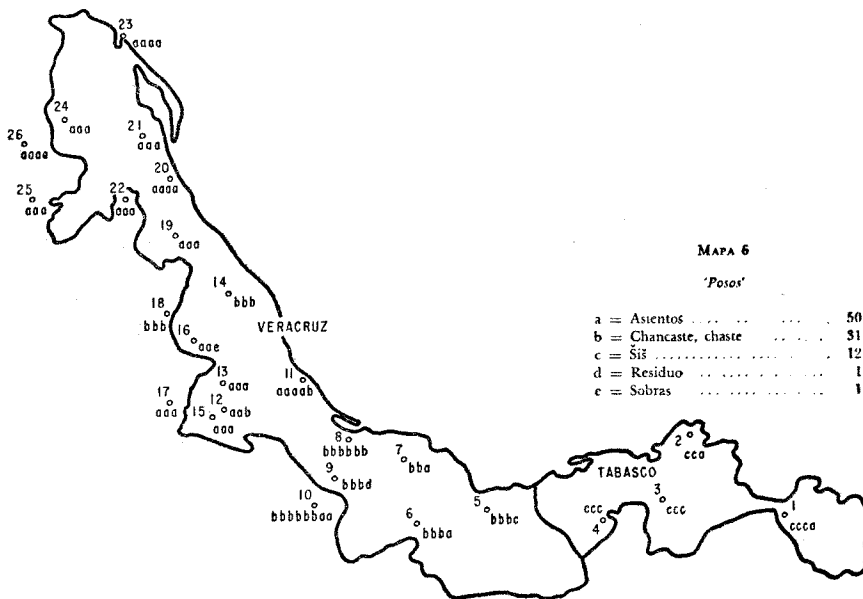 23
aaaa
24
aaa
21
aaa
26
aaaa
20
aaaa
25
aaa
22
aaa
19
aaa
MAPA 6
'Posos'
a = Asientos .... .. .... .... . 50
b = Chancaste, chaste .... 31
c = Šiš .................. 12
d = Residuo .................. 1
e = Sobras .................. 1
14
bbb
18
bbb
VERACRUZ
16
aae
13
aaa
11
aaaab
17
aaa
12
aab
15
aaa
8
bbbbbb
7
bba
2
cca
TABASCO
9
bbbd
10
bbbbbbbaa
6
bbba
5
bbbc
ccc
4
3
ccc
1
ccca